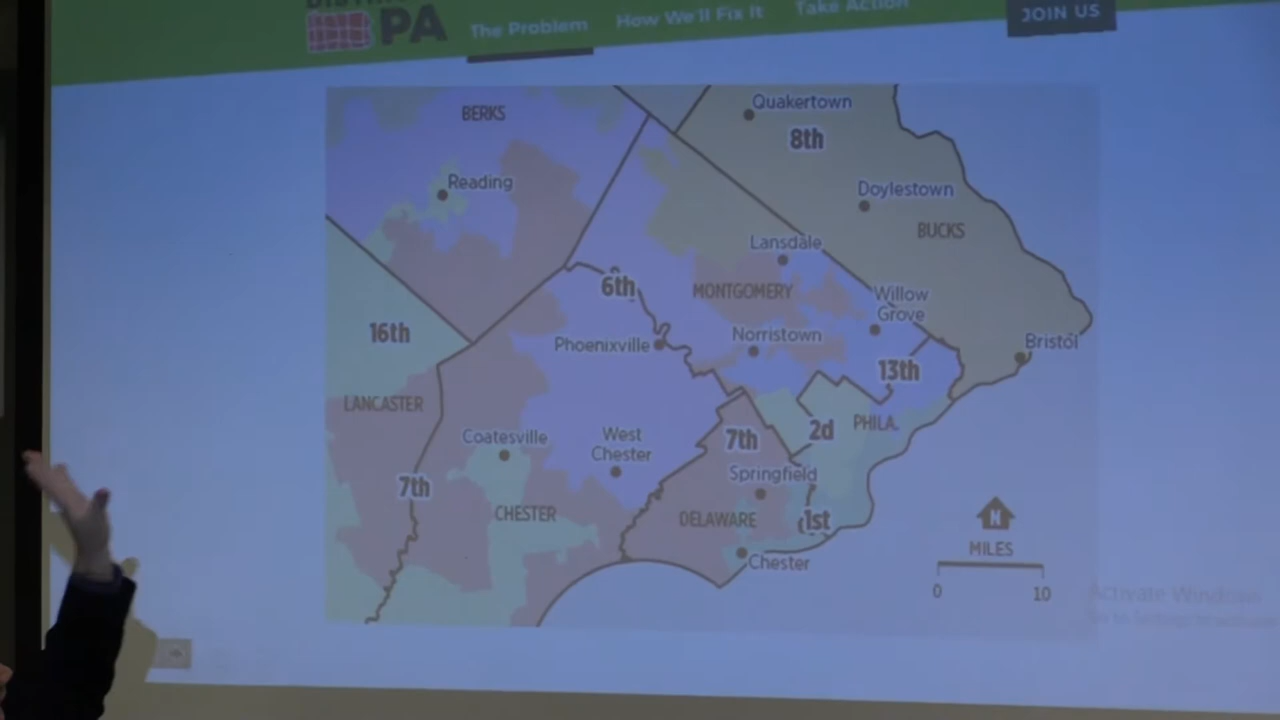 PA
The Problem
How We'll Fix It
Take Action
JOIN US
BERKS
Quakertown
8th
Reading
Doylestown
BUCKS
Lansdale
6th
MONTGOMERY
Willow
Grove
16th
Phoenixville
Norristown
Bristol
13th
LANCASTER
PHILA.
2d
Coatesville
West
Chester
7th
Springfield
7th
CHESTER
DELAWARE
1st
N
MILES
Chester
0
10
Activate Windows